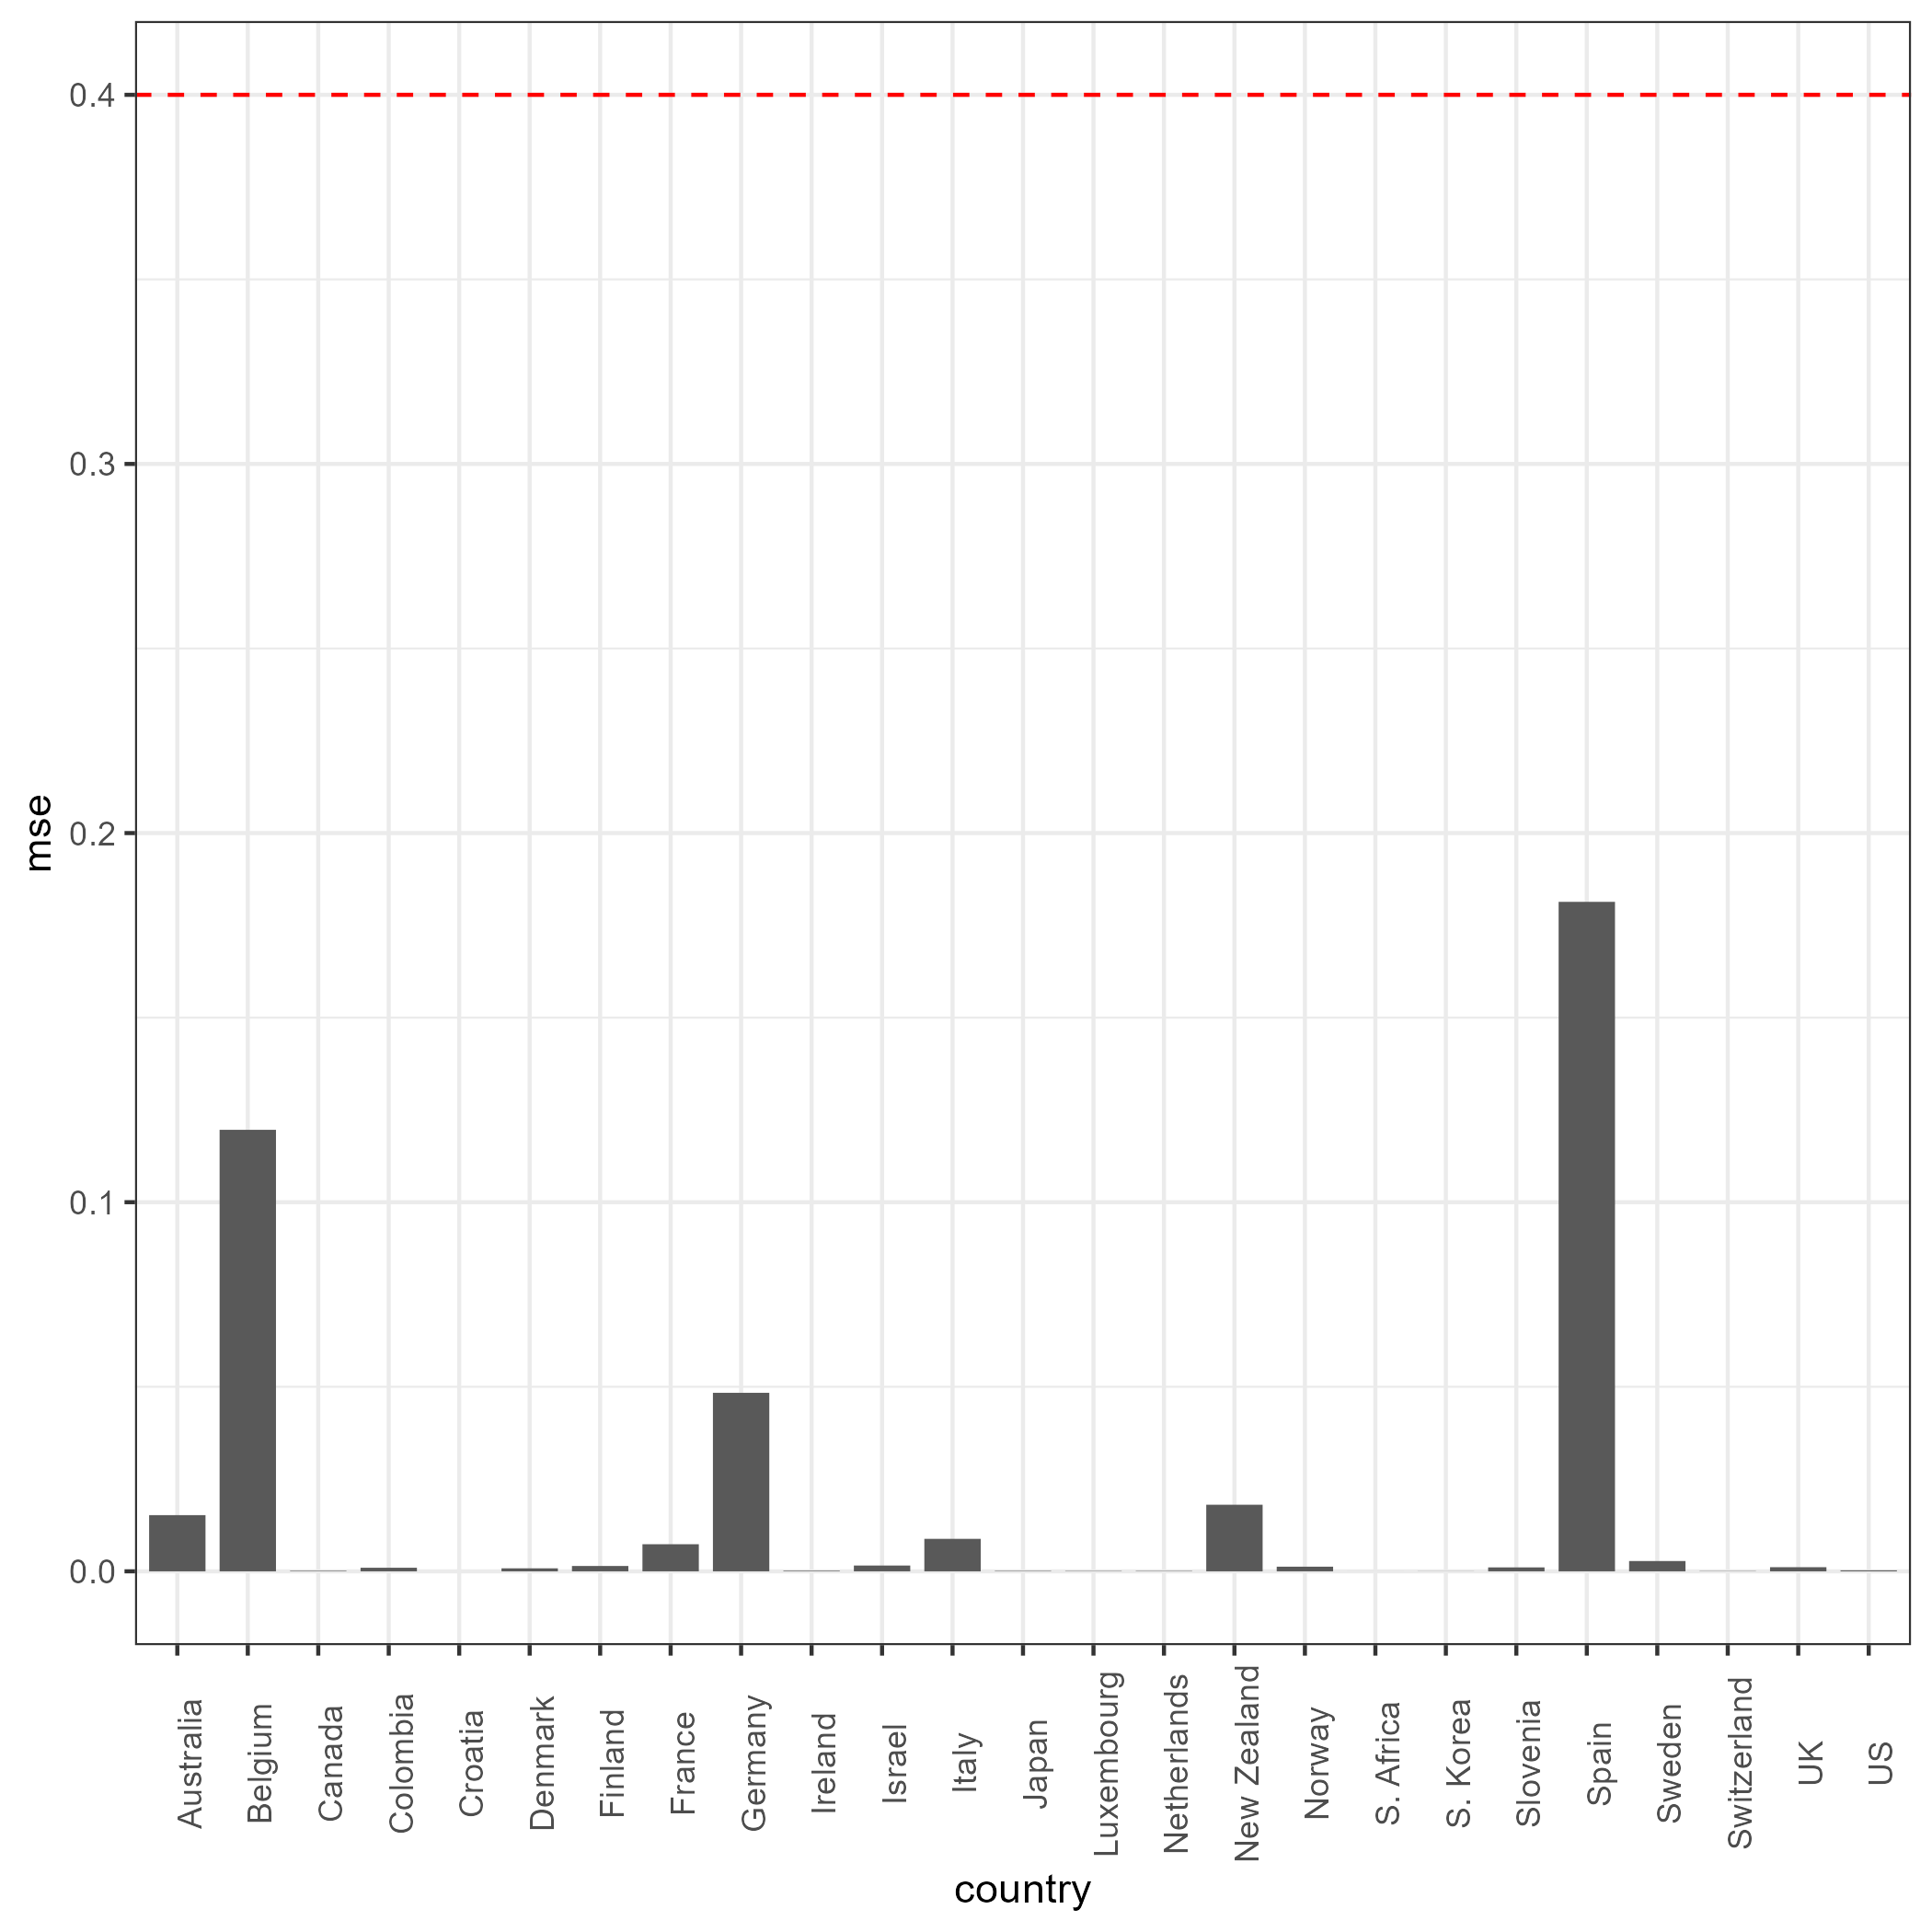 mse
0.4
0.3
0.2
0.1
0.0
Australia
Belgium
Canada
Colombia
Croatia
Denmark
Finland
France
Germany
Ireland
Israel
Italy
Japan
Luxembourg
Netherlands
New Zealand
Norway
S. Africa
S. Korea
Slovenia
Spain
Sweden
Switzerland
UK
US
country